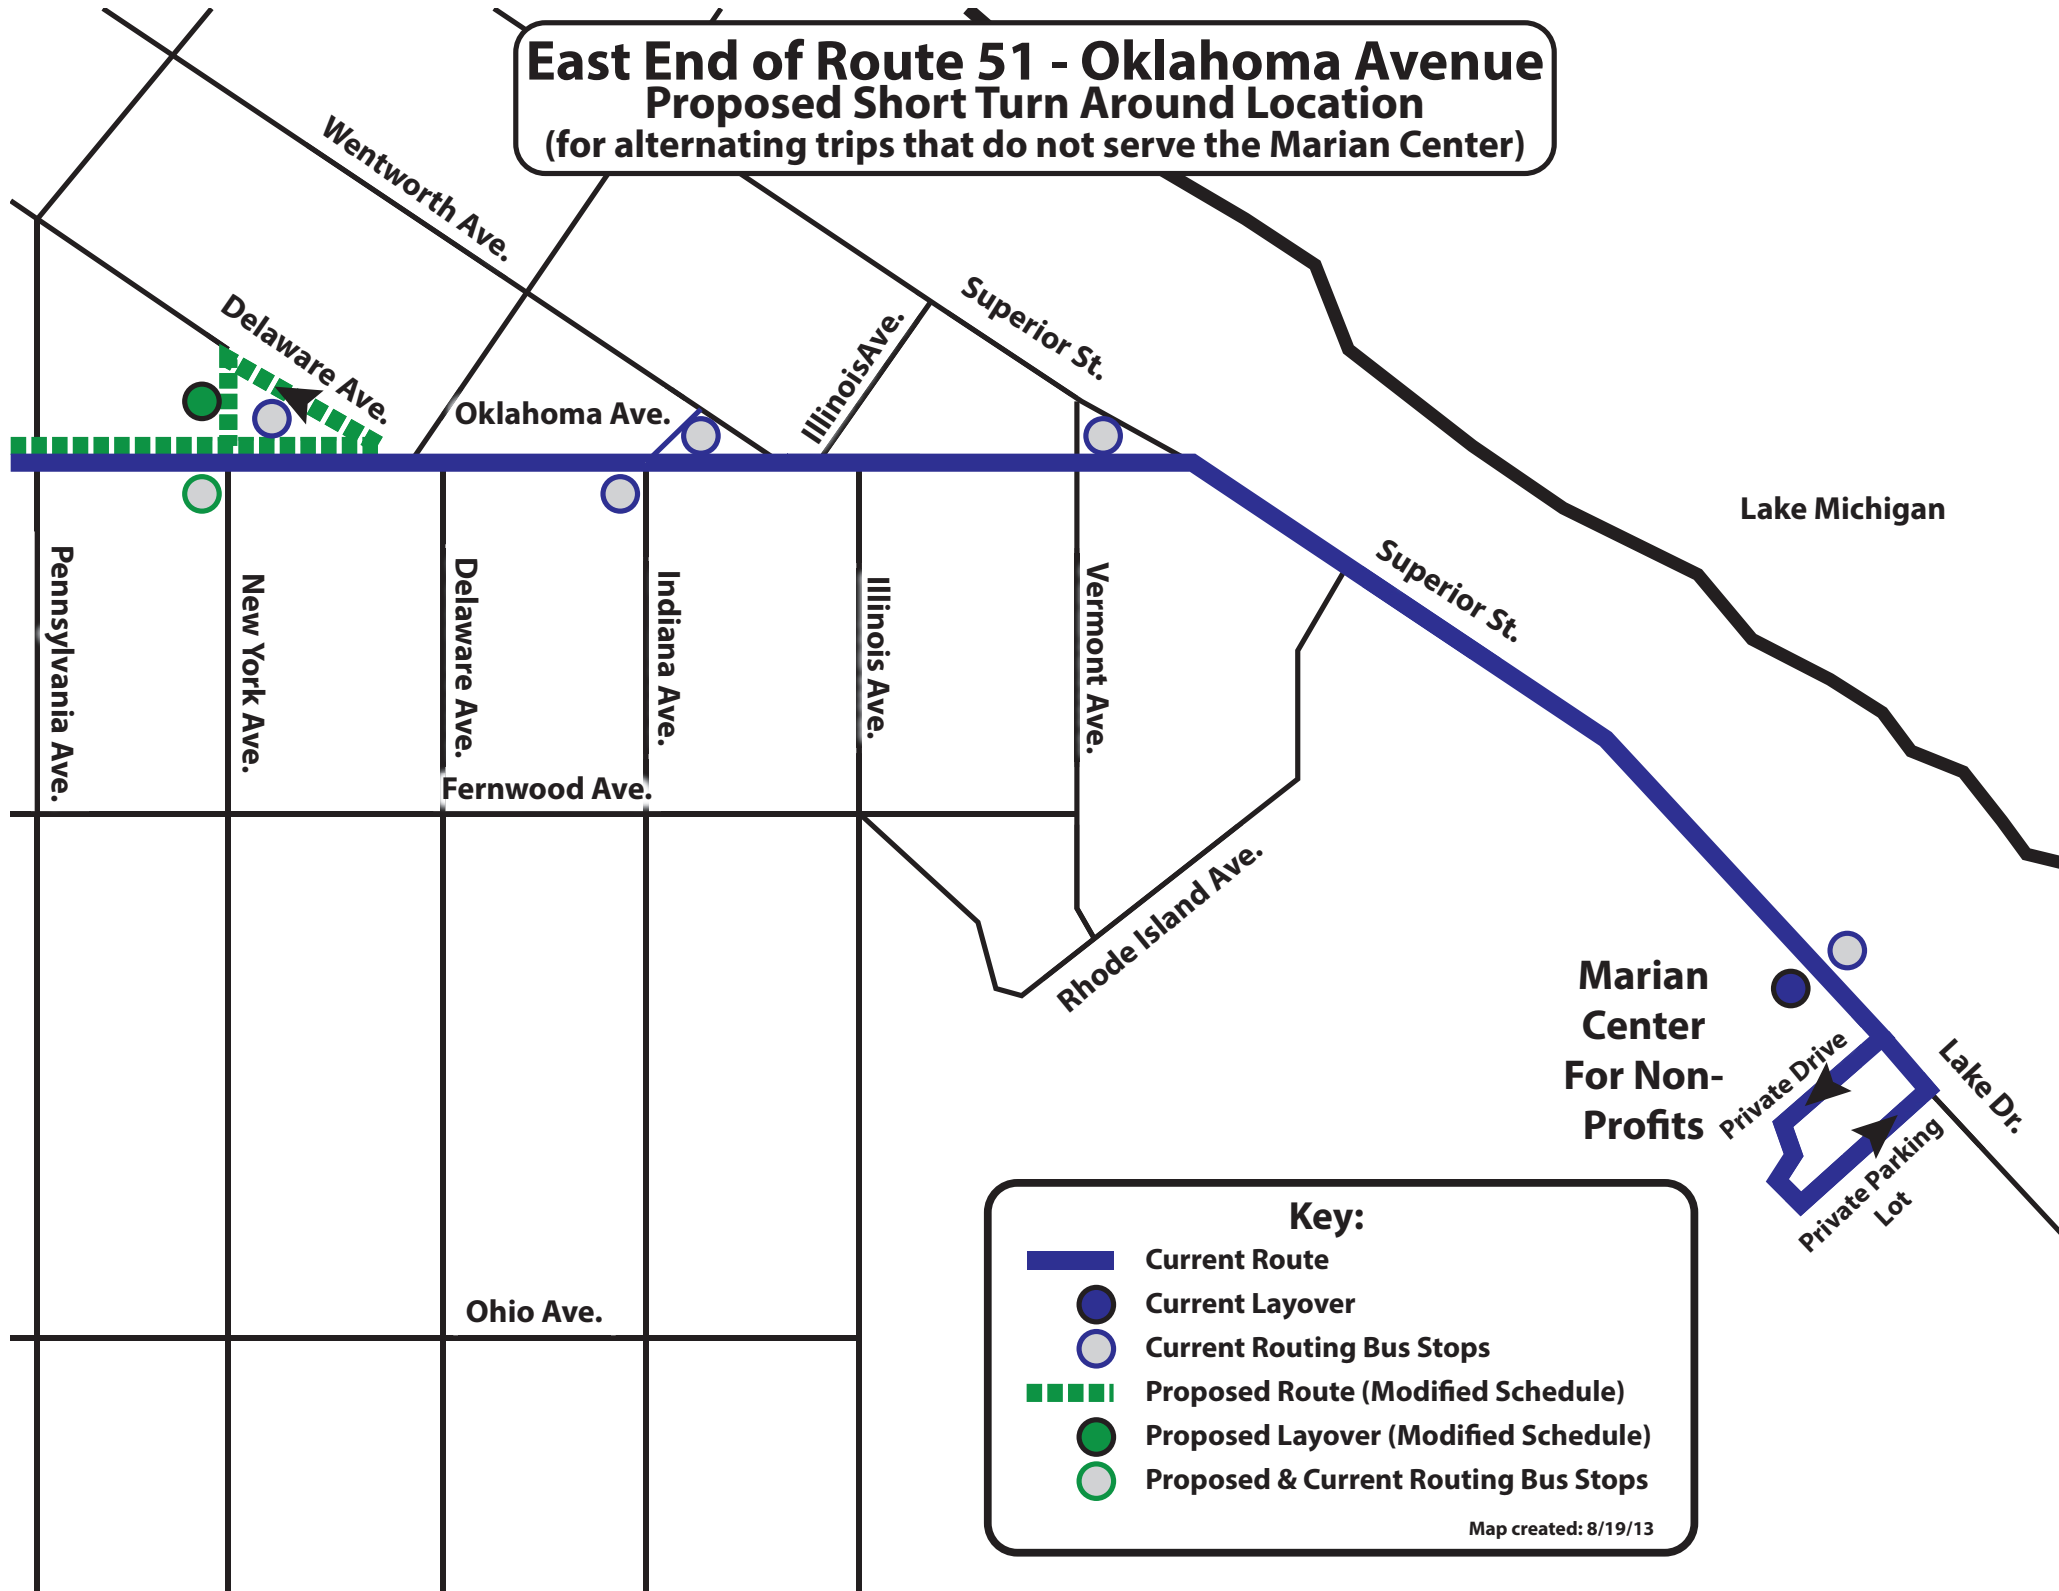 East End of Route 51 - Oklahoma Avenue
Proposed Short Turn Around Location
(for alternating trips that do not serve the Marian Center)
Wentworth Ave.
Superior St.
Delaware Ave.
IllinoisAve.
Oklahoma Ave.
Lake Michigan
Superior St.
Pennsylvania Ave.
New York Ave.
Delaware Ave.
Indiana Ave.
Illinois Ave.
Vermont Ave.
Fernwood Ave.
Rhode Island Ave.
Marian
Center
For Non-
Profits
Private Drive
Lake Dr.
Private Parking
Lot
Ohio Ave.
Key:
Current Route
Current Layover
Current Routing Bus Stops
Proposed Route (Modified Schedule)
Proposed Layover (Modified Schedule)
Proposed & Current Routing Bus Stops
Map created: 8/19/13